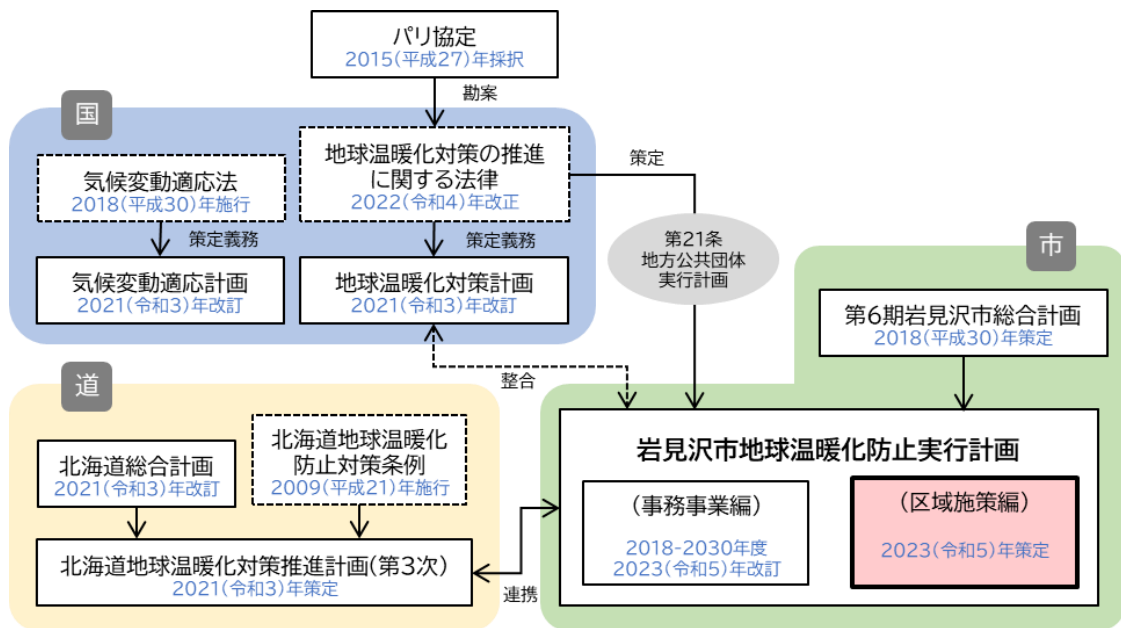 パリ協定
2015(平成27)年採択
勘案
国
地球温暖化対策の推進
に関する法律
2022(令和4)年改正
気候変動適応法
2018(平成30)年施行
策定
策定義務
策定義務
第21条
地方公共団体
実行計画
市
気候変動適応計画
2021(令和3)年改訂
地球温暖化対策計画
2021(令和3)年改訂
第6期岩見沢市総合計画
2018(平成30)年策定
整合
道
北海道総合計画
2021(令和3)年改訂
北海道地球温暖化
防止対策条例
2009(平成21)年施行
岩見沢市地球温暖化防止実行計画
(事務事業編)
2018-2030年度
2023(令和5)年改訂
(区域施策編)
2023(令和5)年策定
北海道地球温暖化対策推進計画(第3次)
2021(令和3)年策定
連携